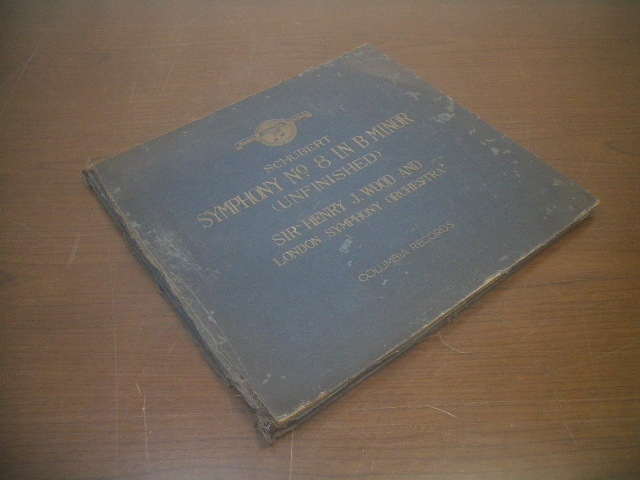 SCHUBERT
SYMPHONY No. 8 IN B MINOR
(UNFINISHED)
SIR HENRY J. WOOD AND
LONDON SYMPHONY ORCHESTRA
COLUMBIA RECORDS